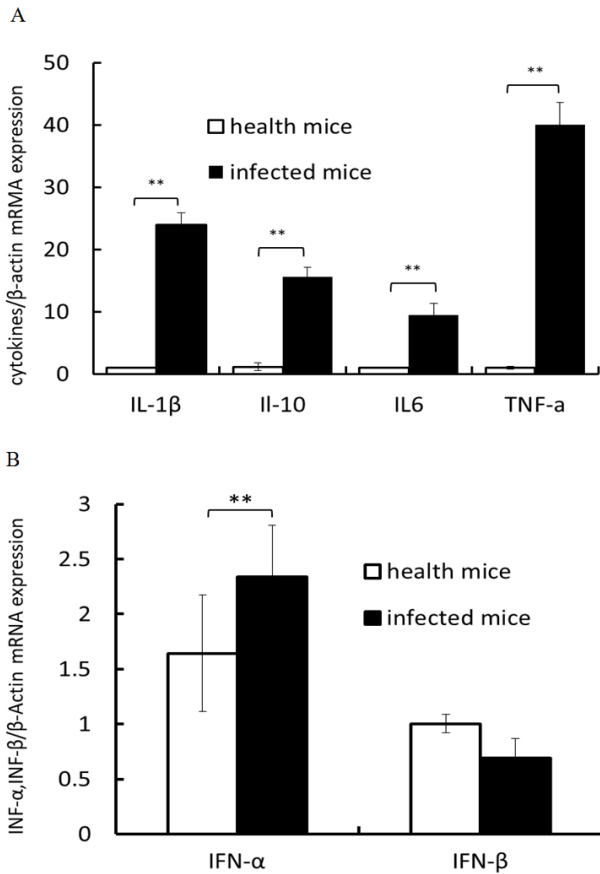 A
cytokines/β-actin mRMA expression
50
40
30
20
10
0
health mice
infected mice
**
**
**
**
IL-1β Il-10 IL6 TNF-a
B
INF-α,INF-β/β-Actin mRNA expression
3
2.5
2
1.5
1
0.5
0
**
health mice
infected mice
IFN-α IFN-β